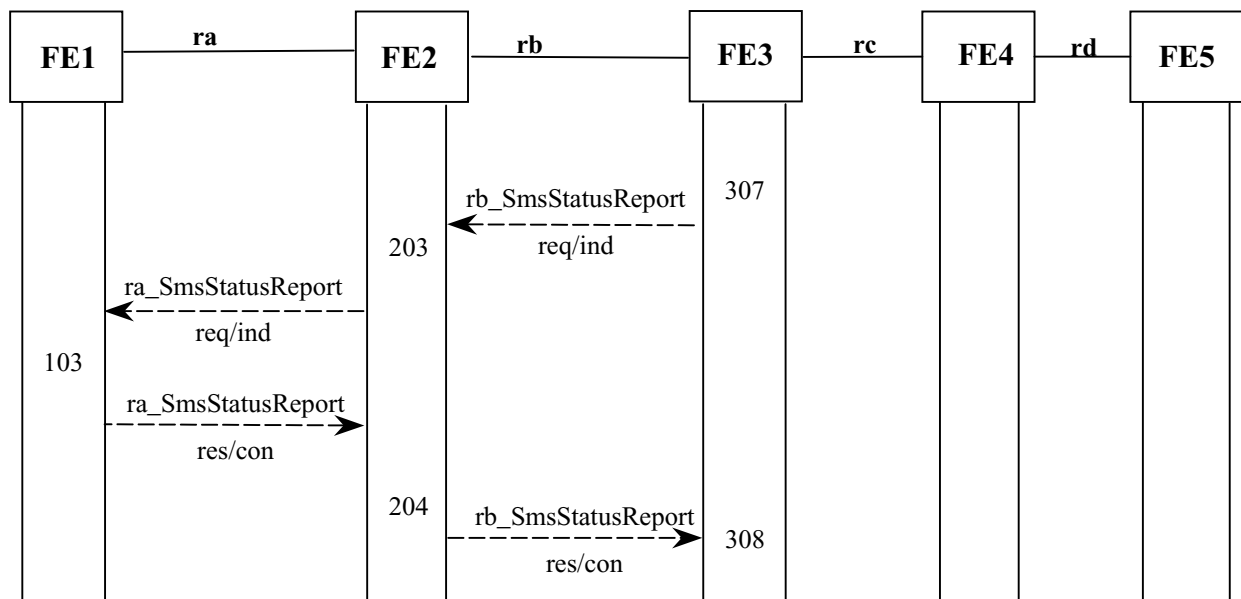 FE1 ra FE2 rb FE3 rc FE4 rd FE5
307
rb_SmsStatusReport
203
req/ind
ra_SmsStatusReport
req/ind
103
ra_SmsStatusReport
res/con
204
rb_SmsStatusReport
308
res/con